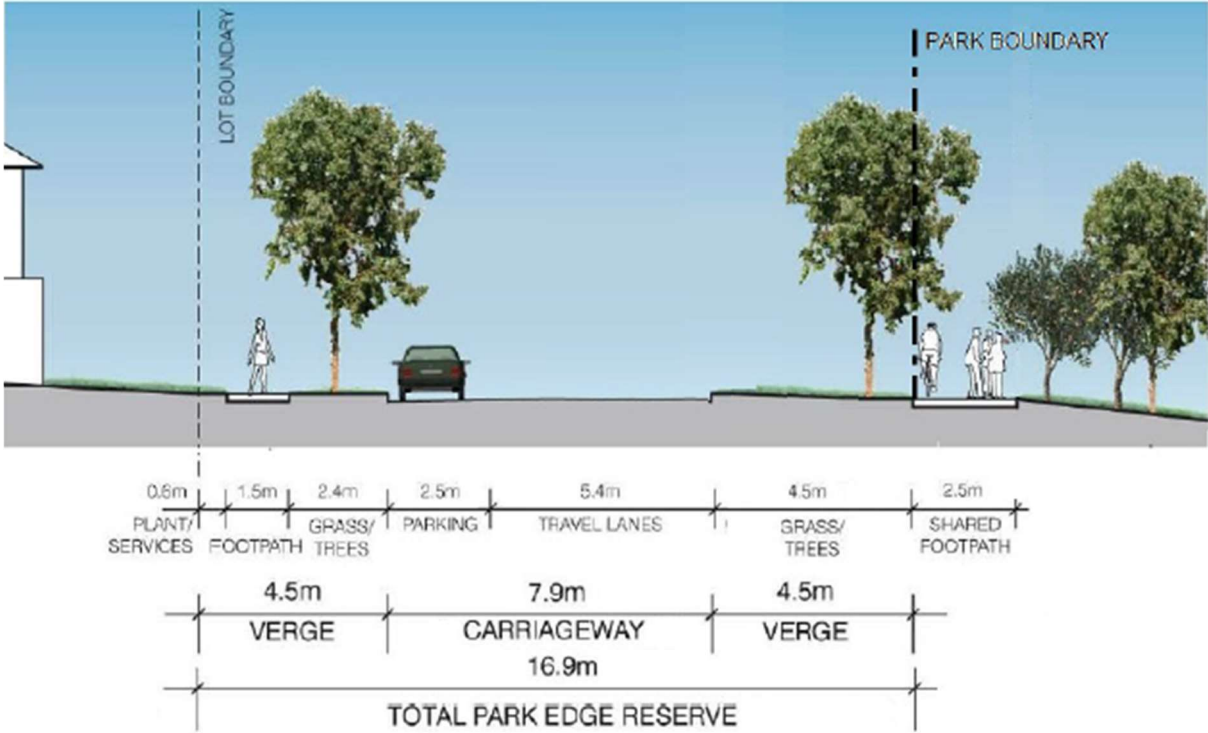 LOT BOUNDARY
PARK BOUNDARY
0.6m 1.5m 2.4m 2.5m 5.4m 4.5m 2.5m
PLANT/ SERVICES FOOTPATH GRASS/ TREES PARKING TRAVEL LANES GRASS/ TREES SHARED FOOTPATH
4.5m 7.9m 4.5m
VERGE CARRIAGEWAY VERGE
16.9m
TOTAL PARK EDGE RESERVE